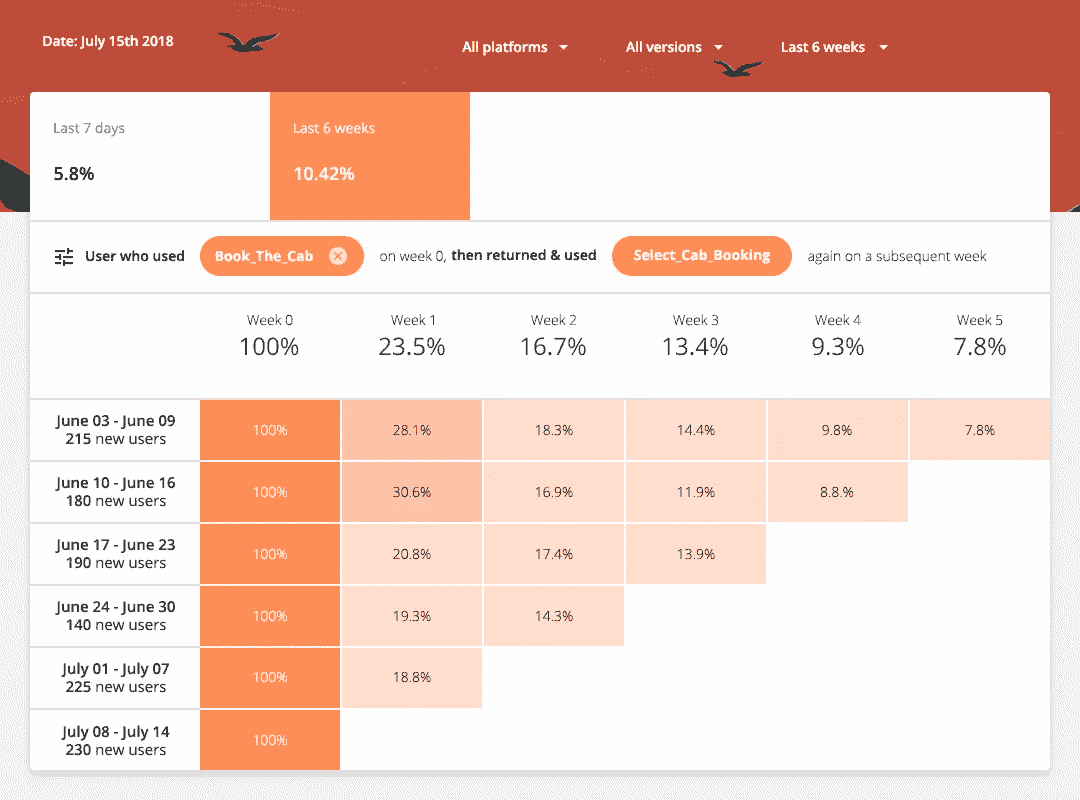 Date: July 15th 2018
All platforms
All versions
Last 6 weeks
Last 7 days
5.8%
Last 6 weeks
10.42%
User who used Book_The_Cab on week 0, then returned & used Select_Cab_Booking again on a subsequent week
Week 0 Week 1 Week 2 Week 3 Week 4 Week 5
100% 23.5% 16.7% 13.4% 9.3% 7.8%
June 03 - June 09
215 new users
100% 28.1% 18.3% 14.4% 9.8% 7.8%
June 10 - June 16
180 new users
100% 30.6% 16.9% 11.9% 8.8.%
June 17 - June 23
190 new users
100% 20.8% 17.4% 13.9%
June 24 - June 30
140 new users
100% 19.3% 14.3%
July 01 - July 07
225 new users
100% 18.8%
July 08 - July 14
230 new users
100%